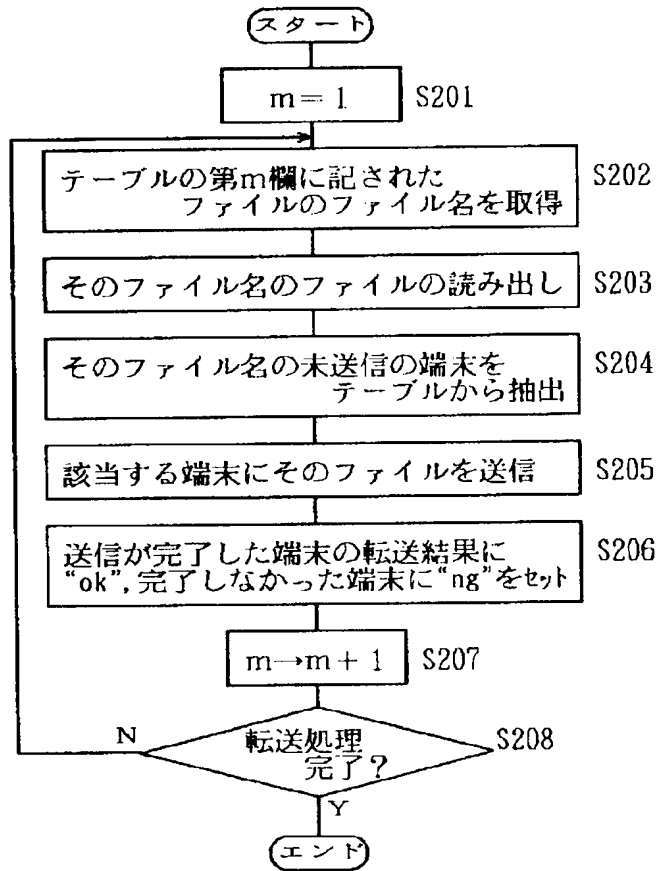 スタート
m=1 S201
テーブルの第m欄に記された S202
ファイルのファイル名を取得
そのファイル名のファイルの読み出し S203
そのファイル名の未送信の端末を S204
テーブルから抽出
該当する端末にそのファイルを送信 S205
送信が完了した端末の転送結果に S206
“ok”,完了しなかった端末に“ng”をセット
m→m+1 S207
N 転送処理 S208
完了?
Y
エンド